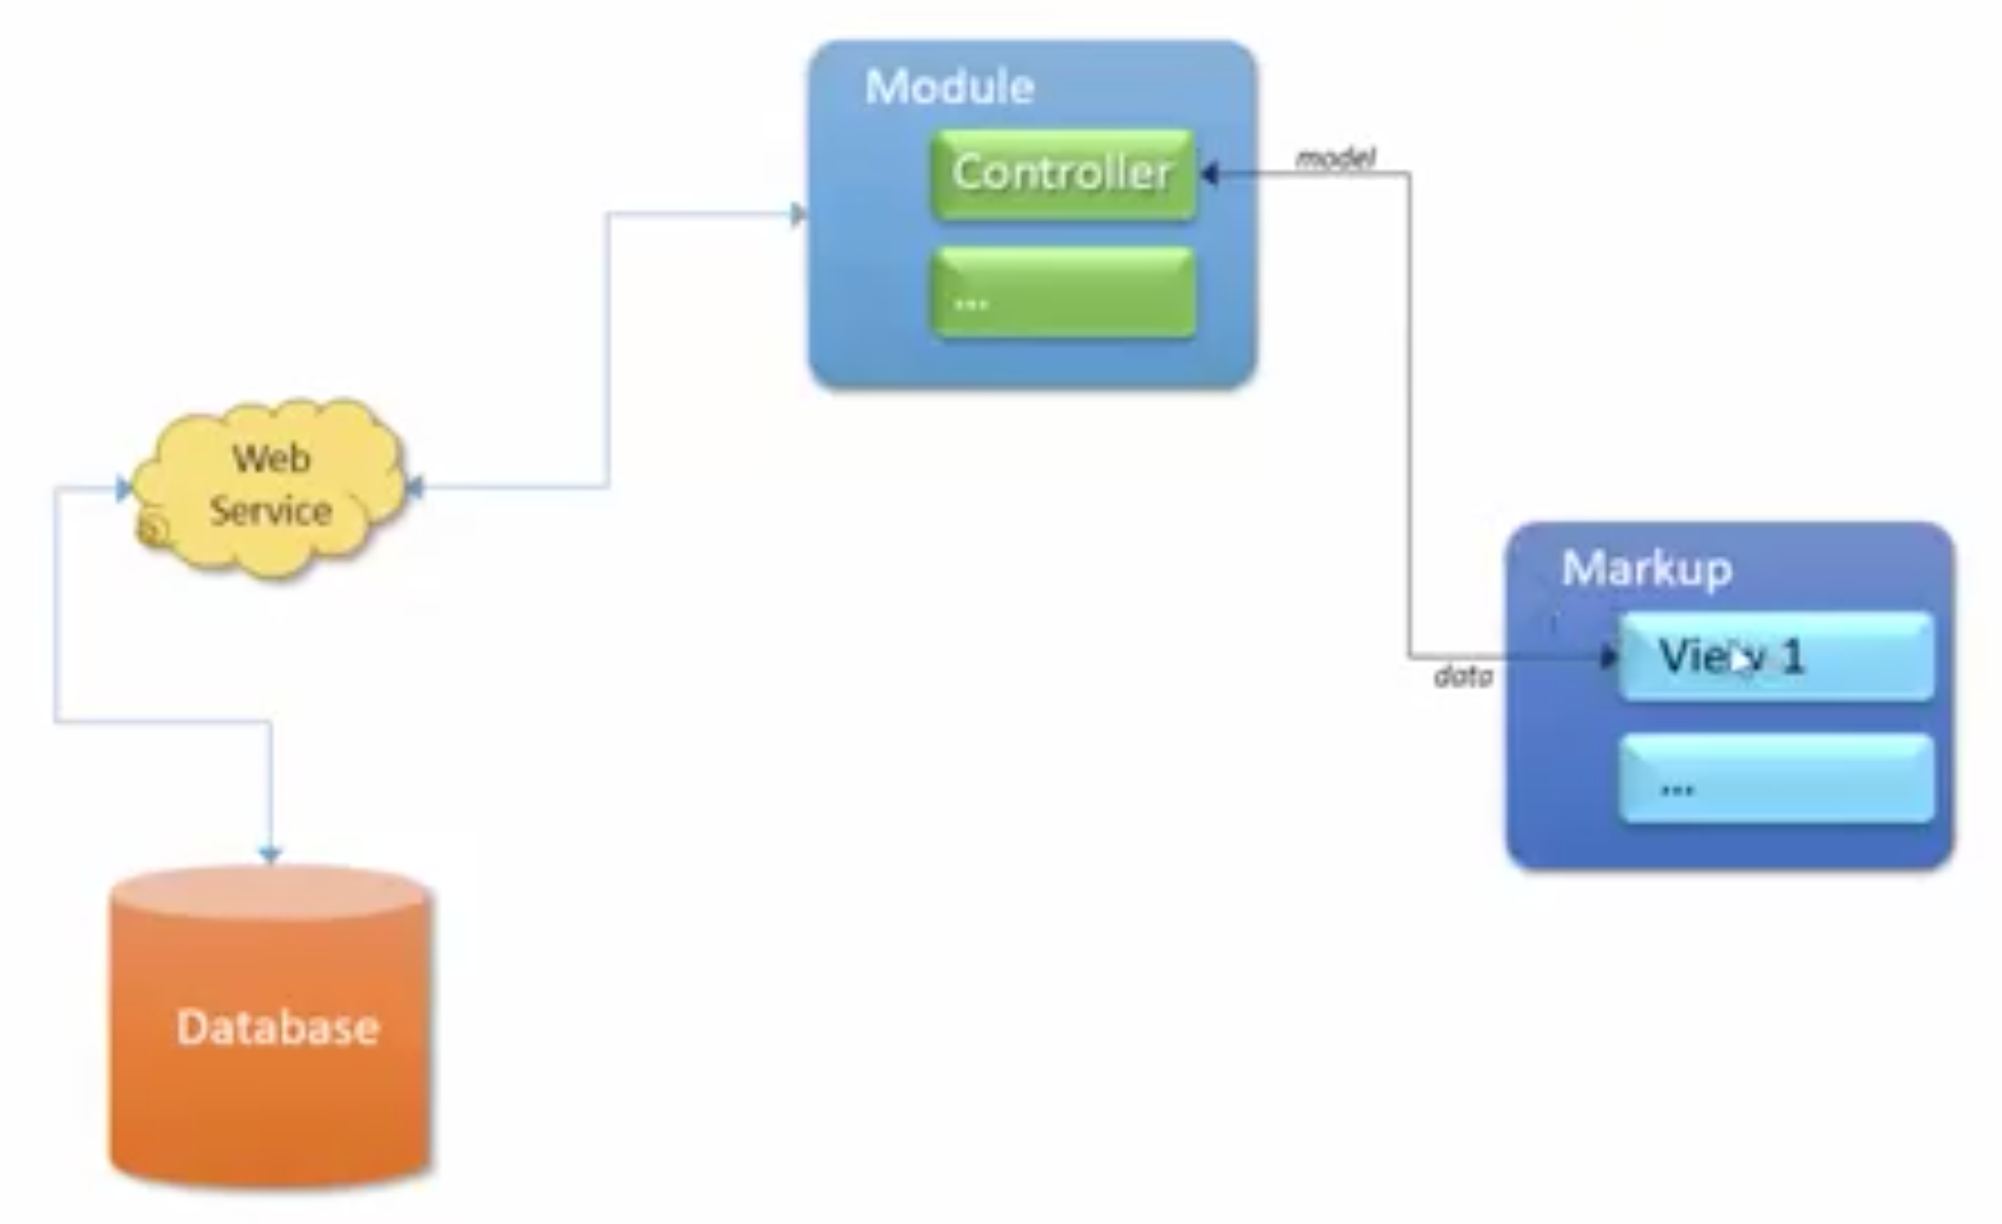 Module
Controller
...
model
Web
Service
Markup
View 1
data
...
Database